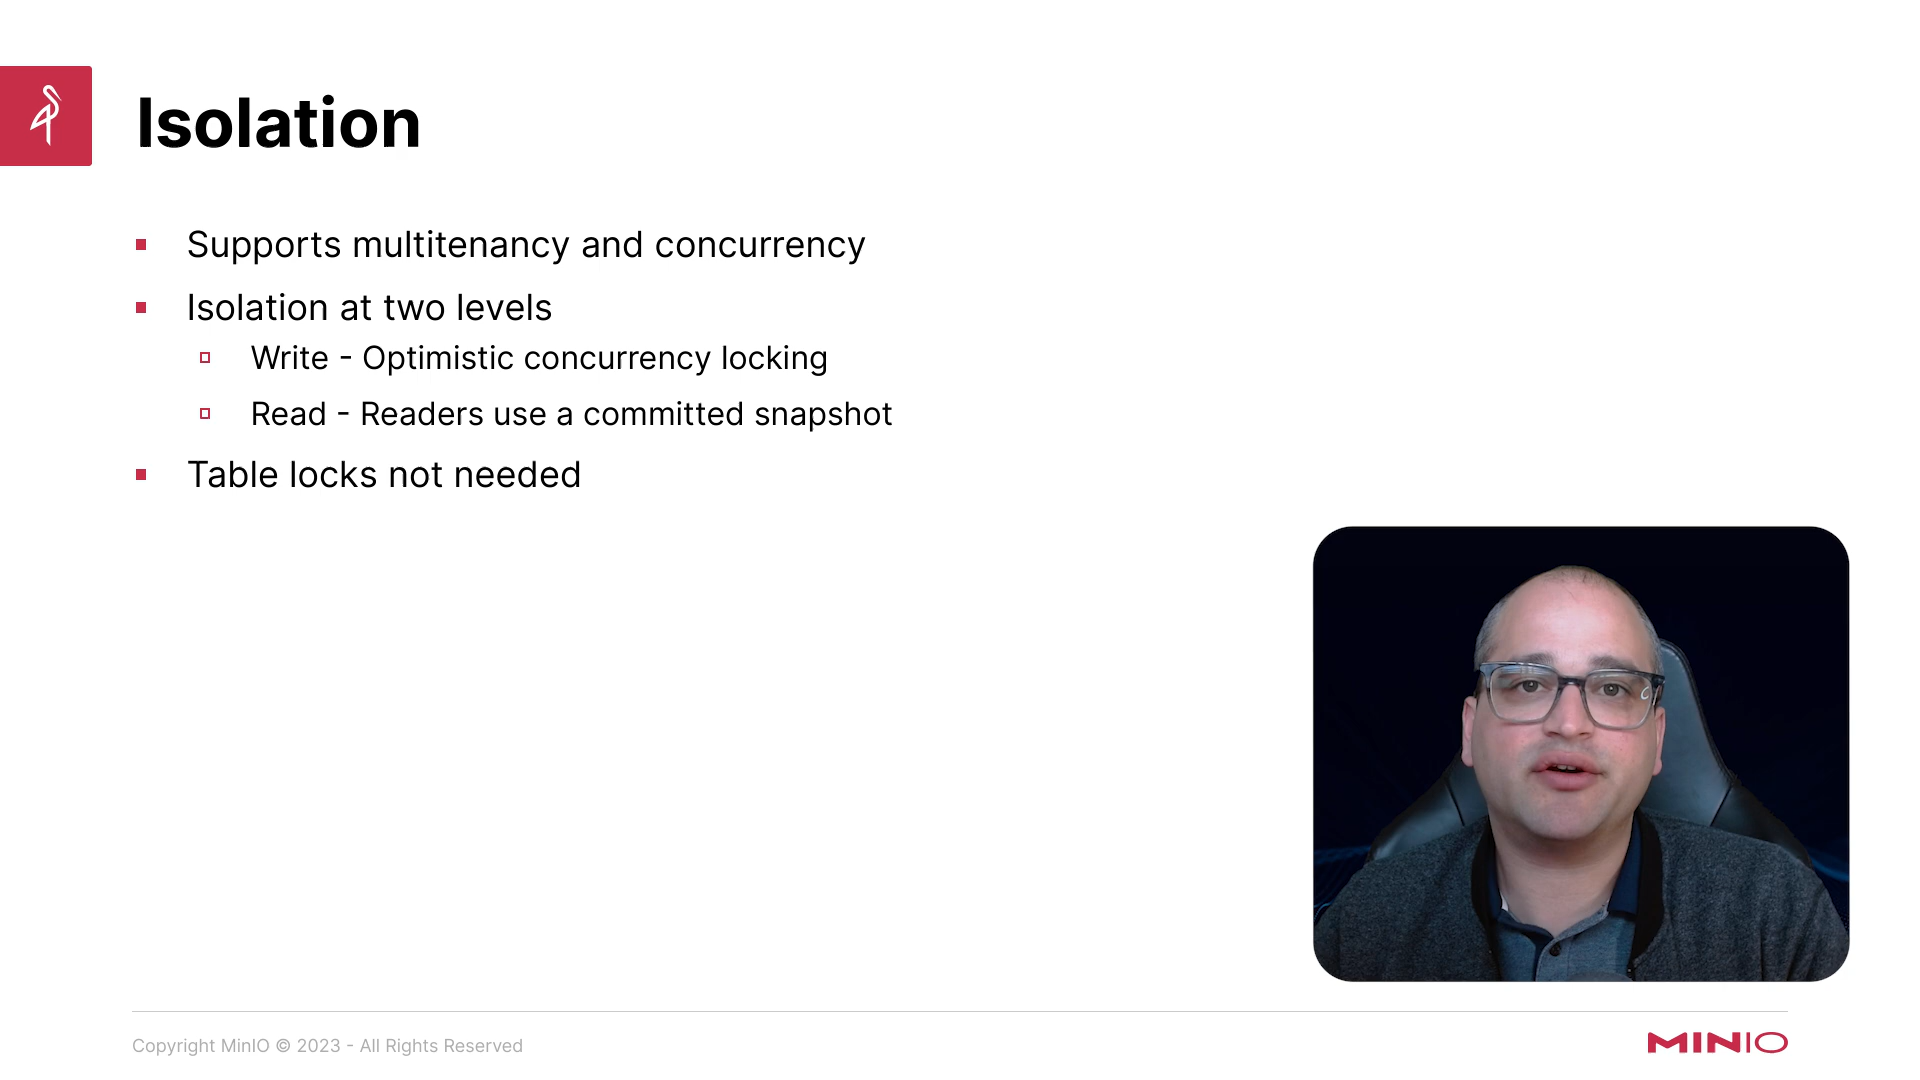 Isolation
Supports multitenancy and concurrency
Isolation at two levels
Write - Optimistic concurrency locking
Read - Readers use a committed snapshot
Table locks not needed
Copyright MinIO © 2023 - All Rights Reserved
MINIO